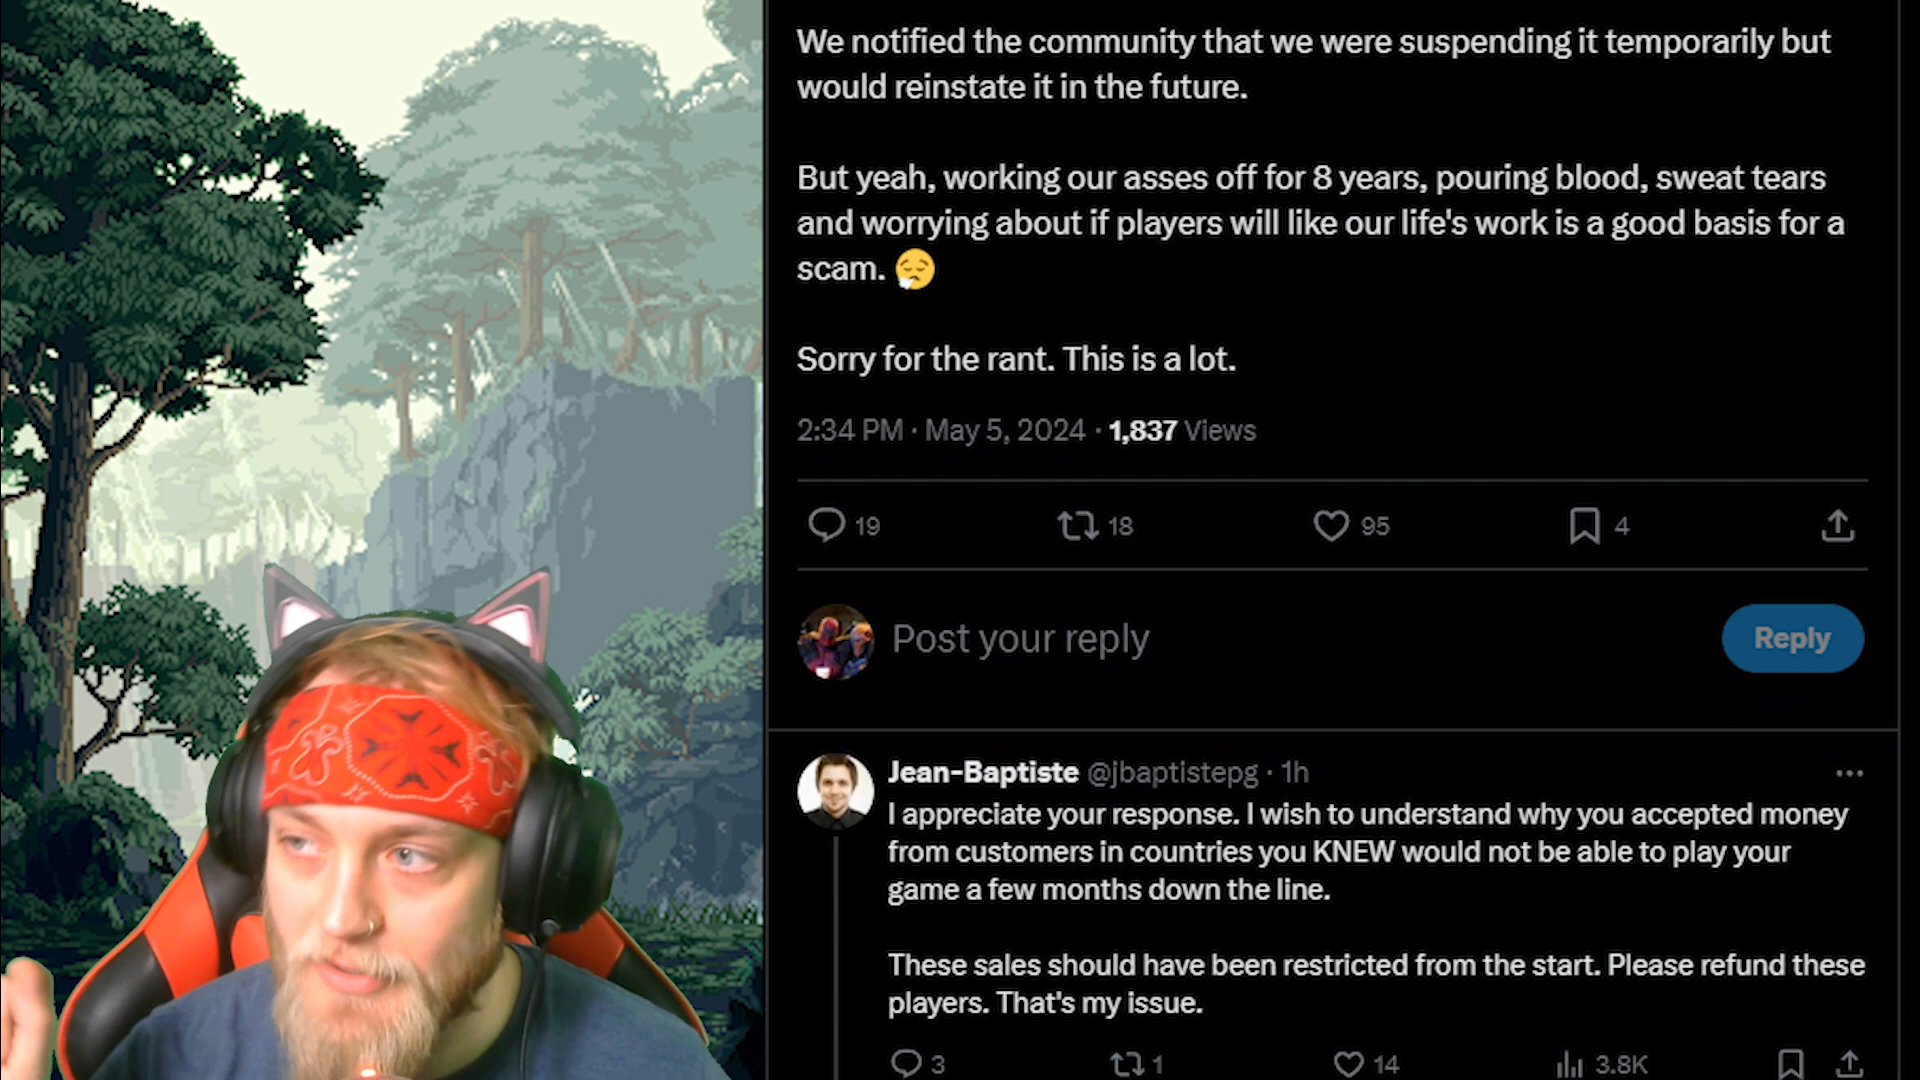 We notified the community that we were suspending it temporarily but
would reinstate it in the future.
But yeah, working our asses off for 8 years, pouring blood, sweat tears
and worrying about if players will like our life's work is a good basis for a
scam. 😮‍💨
Sorry for the rant. This is a lot.
2:34 PM · May 5, 2024 · 1,837 Views
19 18 95 4
Post your reply Reply
Jean-Baptiste @jbaptistepg · 1h
I appreciate your response. I wish to understand why you accepted money
from customers in countries you KNEW would not be able to play your
game a few months down the line.
These sales should have been restricted from the start. Please refund these
players. That's my issue.
3 1 14 3.8K